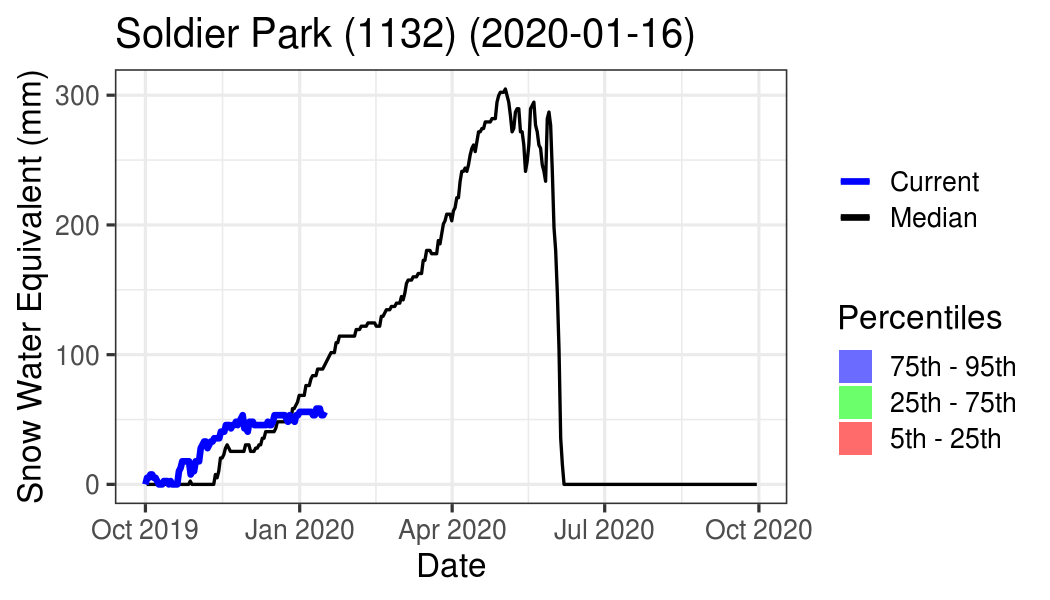 Soldier Park (1132) (2020-01-16)
Snow Water Equivalent (mm)
300
200
100
0
Oct 2019 Jan 2020 Apr 2020 Jul 2020 Oct 2020
Date
Current
Median
Percentiles
75th - 95th
25th - 75th
5th - 25th